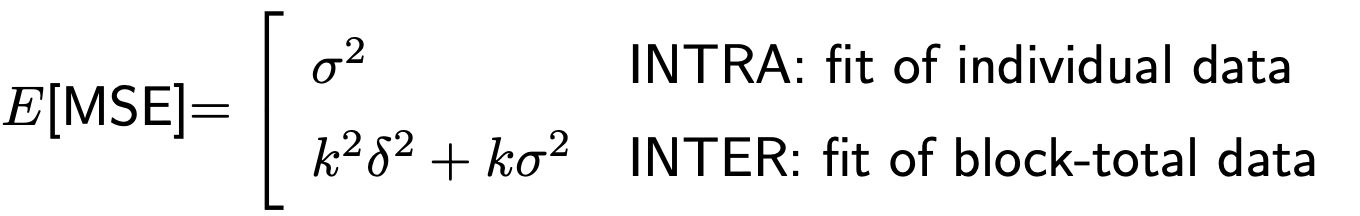 σ² INTRA: fit of individual data
E[MSE]=
k²δ² + kσ² INTER: fit of block-total data